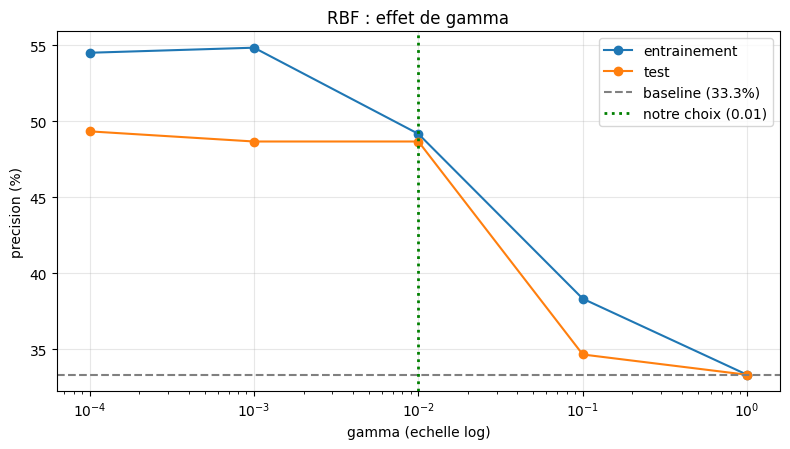 RBF : effet de gamma
precision (%)
55
50
45
40
35
entrainement
test
baseline (33.3%)
notre choix (0.01)
10⁻⁴
10⁻³
10⁻²
10⁻¹
10⁰
gamma (echelle log)